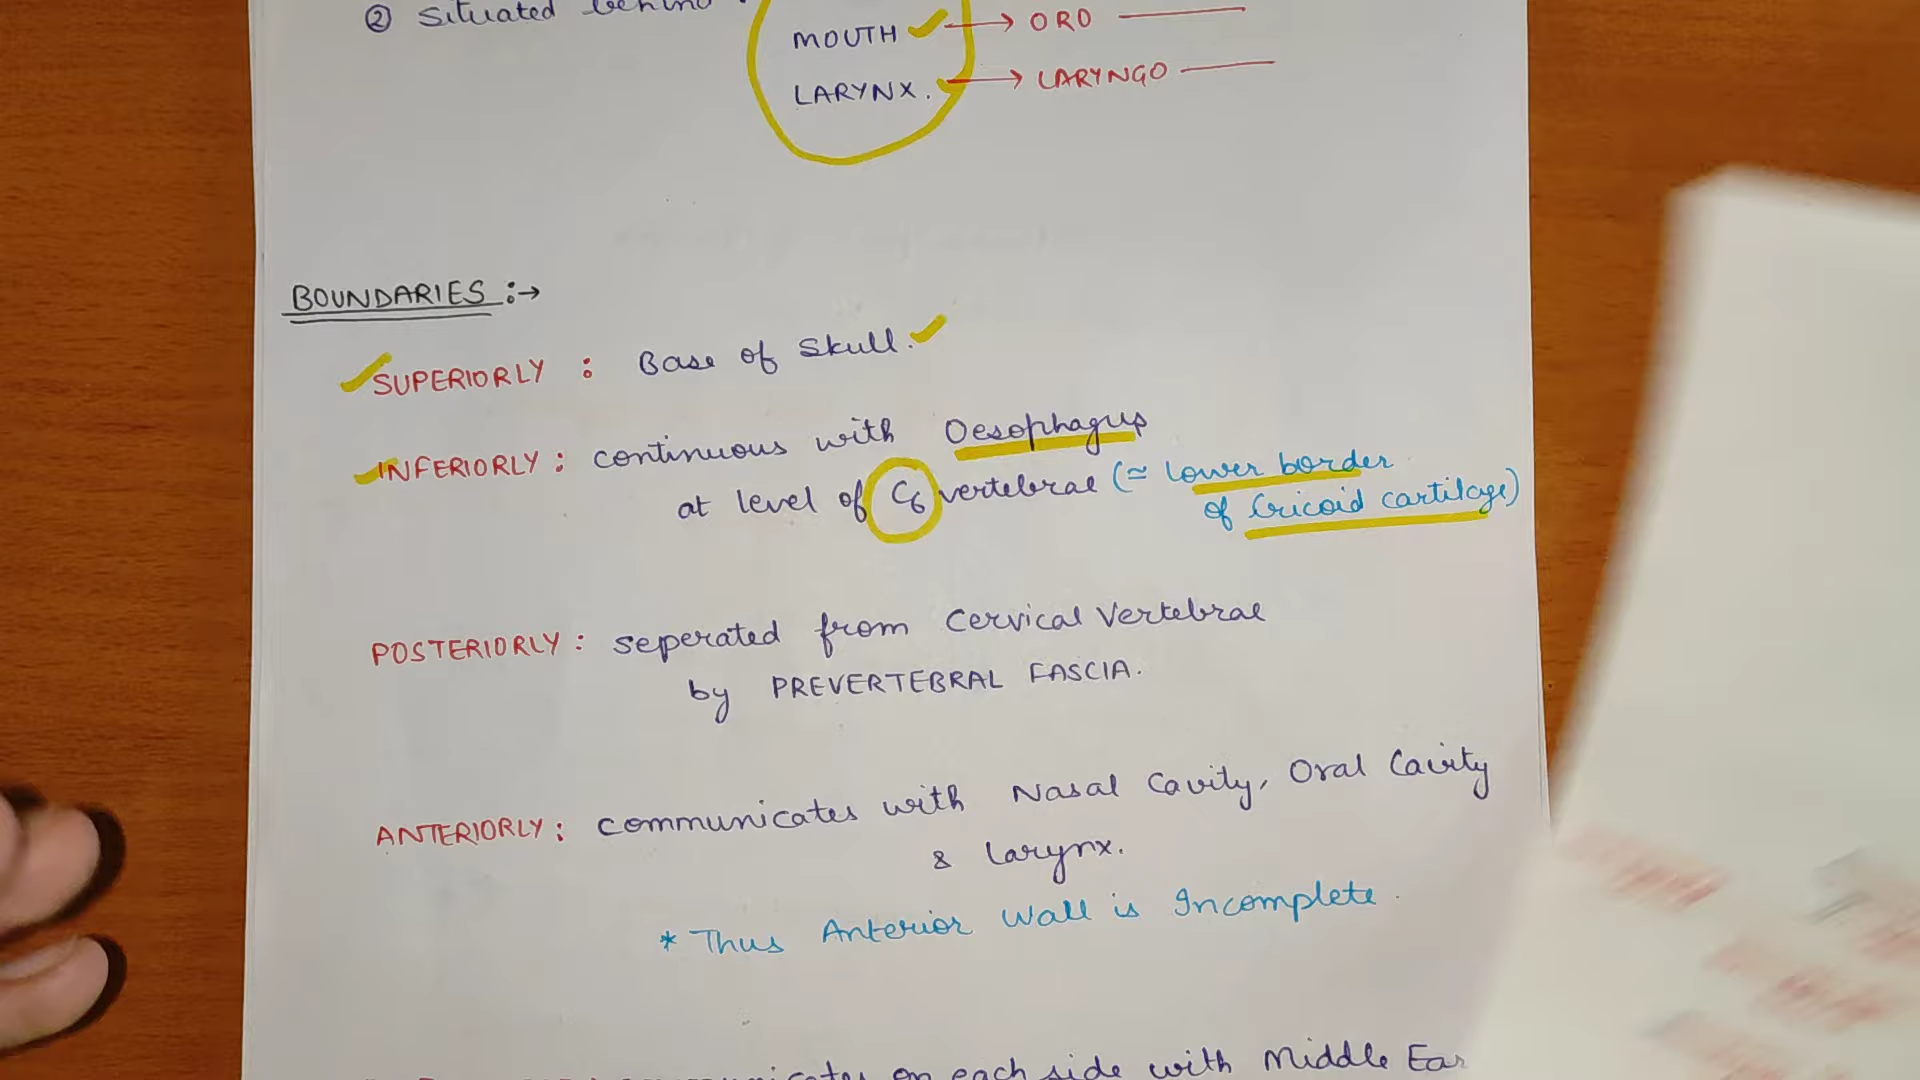 ② Situated behind
MOUTH → ORO
LARYNX. → LARYNGO
BOUNDARIES :→
SUPERIORLY : Base of Skull.
INFERIORLY : continuous with Oesophagus
at level of C6 vertebrae (≃ lower border
of Cricoid cartilage)
POSTERIORLY : seperated from Cervical Vertebrae
by PREVERTEBRAL FASCIA.
ANTERIORLY : communicates with Nasal Cavity, Oral Cavity
& Larynx.
* Thus Anterior Wall is Incomplete.
on each side with Middle Ear